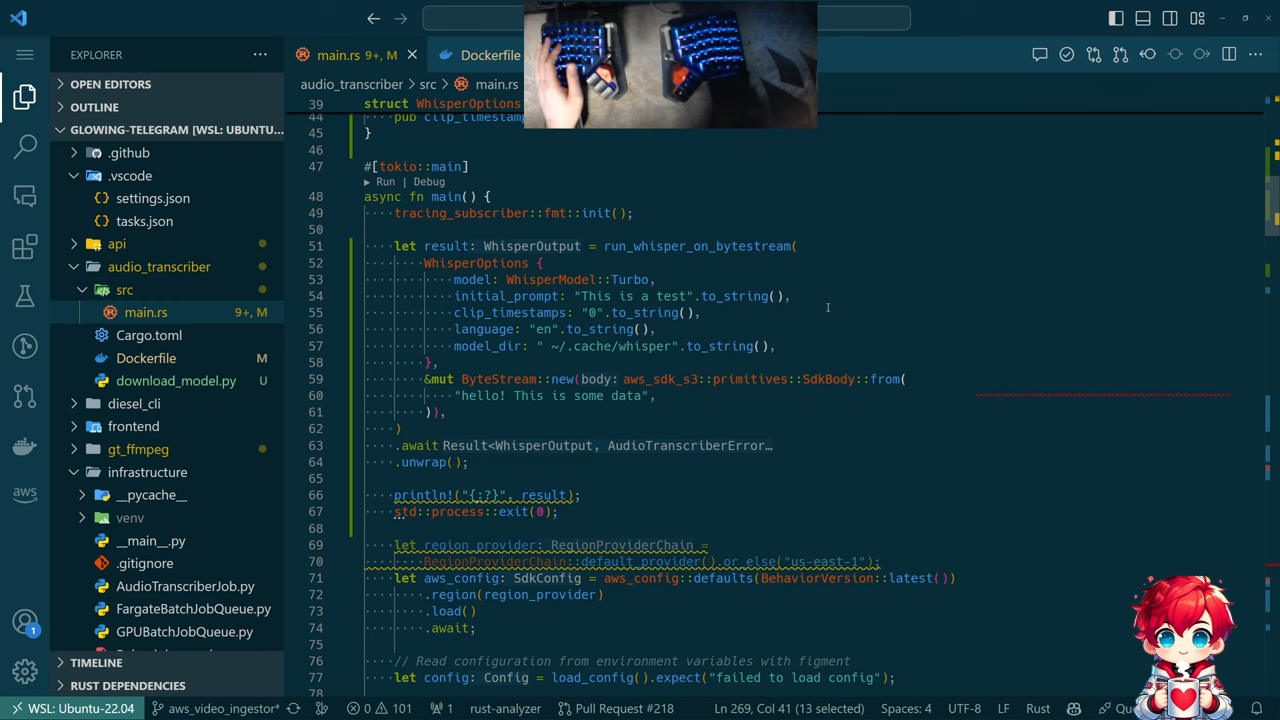 EXPLORER
OPEN EDITORS
OUTLINE
GLOWING-TELEGRAM [WSL: UBUNTU
.github
.vscode
settings.json
tasks.json
api
audio_transcriber
src
main.rs 9+, M
Cargo.toml
Dockerfile M
download_model.py U
diesel_cli
frontend
gt_ffmpeg
infrastructure
__pycache__
venv
__main__.py
.gitignore
AudioTranscriberJob.py
FargateBatchJobQueue.py
GPUBatchJobQueue.py
TIMELINE
RUST DEPENDENCIES
aws
1
main.rs 9+, M
Dockerfile
audio_transcriber > src > main.rs
39 struct WhisperOptions
44 pub clip_timestamp
45 }
46
47 #[tokio::main]
Run | Debug
48 async fn main() {
49 tracing_subscriber::fmt::init();
50
51 let result: WhisperOutput = run_whisper_on_bytestream(
52 WhisperOptions {
53 model: WhisperModel::Turbo,
54 initial_prompt: "This is a test".to_string(),
55 clip_timestamps: "0".to_string(),
56 language: "en".to_string(),
57 model_dir: " ~/.cache/whisper".to_string(),
58 },
59 &mut ByteStream::new(body: aws_sdk_s3::primitives::SdkBody::from(
60 "hello! This is some data",
61 )),
62 )
63 .await Result<WhisperOutput, AudioTranscriberError…
64 .unwrap();
65
66 println!("{:?}", result);
67 std::process::exit(0);
68
69 let region_provider: RegionProviderChain =
70 RegionProviderChain::default_provider().or_else("us-east-1");
71 let aws_config: SdkConfig = aws_config::defaults(BehaviorVersion::latest())
72 .region(region_provider)
73 .load()
74 .await;
75
76 // Read configuration from environment variables with figment
77 let config: Config = load_config().expect("failed to load config");
78
WSL: Ubuntu-22.04 aws_video_ingestor* 0 101 1 rust-analyzer Pull Request #218 Ln 269, Col 41 (13 selected) Spaces: 4 UTF-8 LF Rust